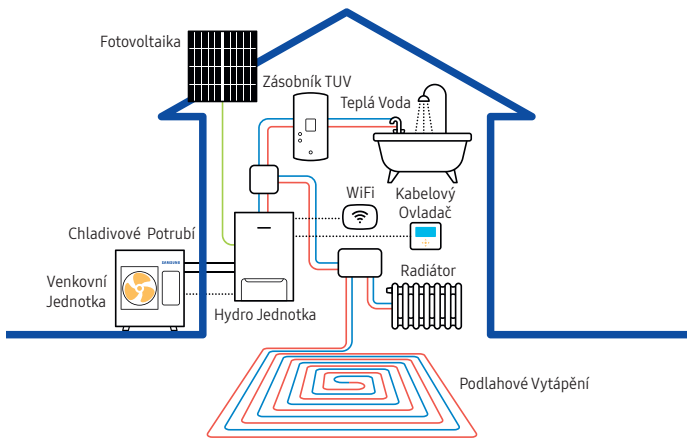 Fotovoltaika
Zásobník TUV
Teplá Voda
WiFi
Kabelový
Ovladač
Chladivové Potrubí
SAMSUNG
Venkovní
Jednotka
Radiátor
Hydro Jednotka
Podlahové Vytápění